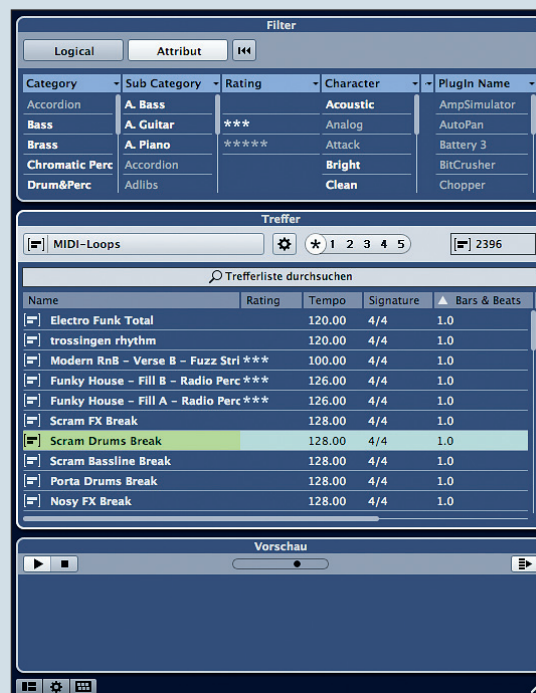 Filter
Logical Attribut
Category Sub Category Rating Character PlugIn Name
Accordion A. Bass Acoustic AmpSimulator
Bass A. Guitar *** Analog AutoPan
Brass A. Piano ***** Attack Battery 3
Chromatic Perc Accordion Bright BitCrusher
Drum&Perc Adlibs Clean Chopper
Treffer
MIDI-Loops * 1 2 3 4 5 2396
Trefferliste durchsuchen
Name Rating Tempo Signature Bars & Beats
Electro Funk Total 120.00 4/4 1.0
trossingen rhythm 120.00 4/4 1.0
Modern RnB – Verse B – Fuzz Stri *** 100.00 4/4 1.0
Funky House – Fill B – Radio Perc *** 126.00 4/4 1.0
Funky House – Fill A – Radio Perc *** 126.00 4/4 1.0
Scram FX Break 128.00 4/4 1.0
Scram Drums Break 128.00 4/4 1.0
Scram Bassline Break 128.00 4/4 1.0
Porta Drums Break 128.00 4/4 1.0
Nosy FX Break 128.00 4/4 1.0
Vorschau